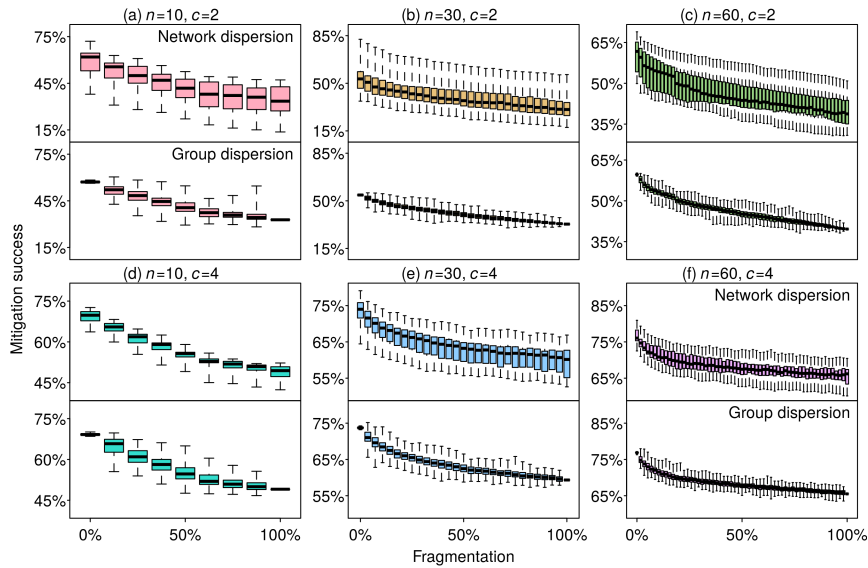 (a) n=10, c=2
(b) n=30, c=2
(c) n=60, c=2
75%
45%
15%
Network dispersion
85%
50%
15%
65%
50%
35%
75%
45%
15%
Group dispersion
85%
50%
15%
65%
50%
35%
Mitigation success
(d) n=10, c=4
(e) n=30, c=4
(f) n=60, c=4
75%
60%
45%
75%
65%
55%
85%
75%
65%
Network dispersion
75%
60%
45%
75%
65%
55%
85%
75%
65%
Group dispersion
0% 50% 100%
0% 50% 100%
0% 50% 100%
Fragmentation